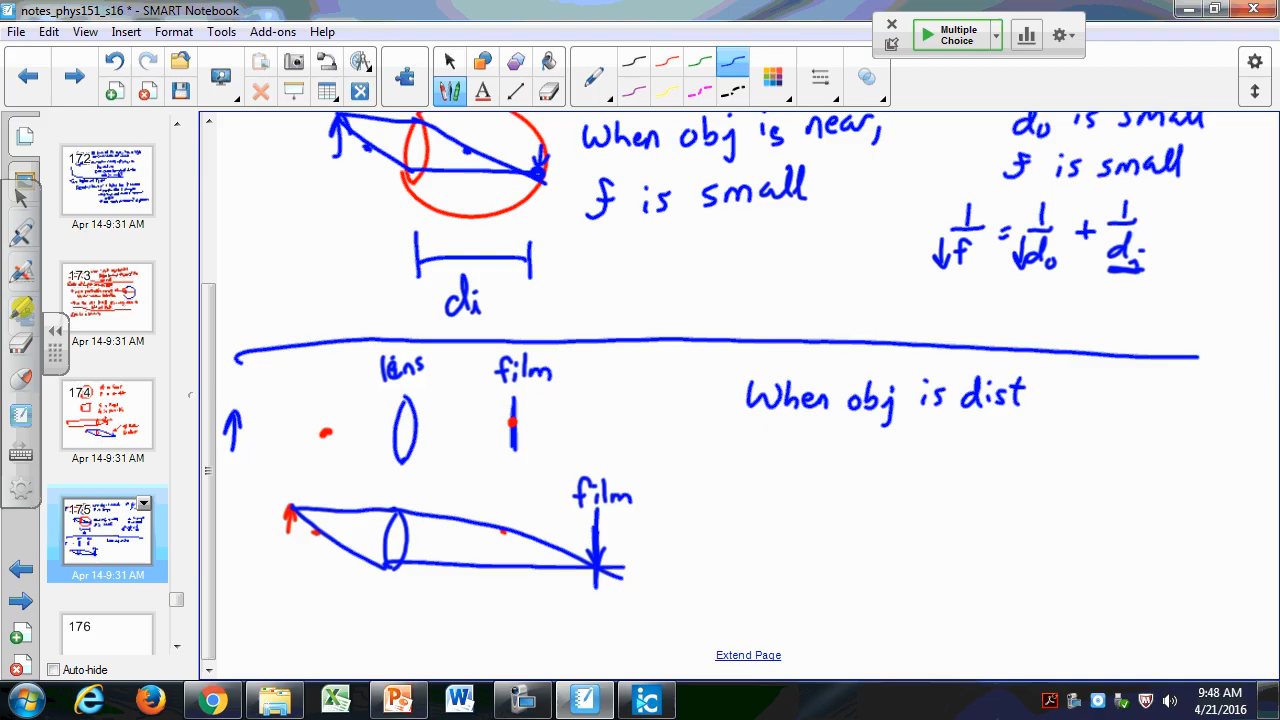 notes_phys151_s16 * - SMART Notebook
File Edit View Insert Format Tools Add-ons Help
Multiple
Choice
172
Apr 14-9:31 AM
173
Apr 14-9:31 AM
174
Apr 14-9:31 AM
175
Apr 14-9:31 AM
176
Auto-hide
When obj is near,
f is small
do is small
f is small
1/f = 1/do + 1/di
di
lens film
When obj is dist
film
Extend Page
9:48 AM
4/21/2016